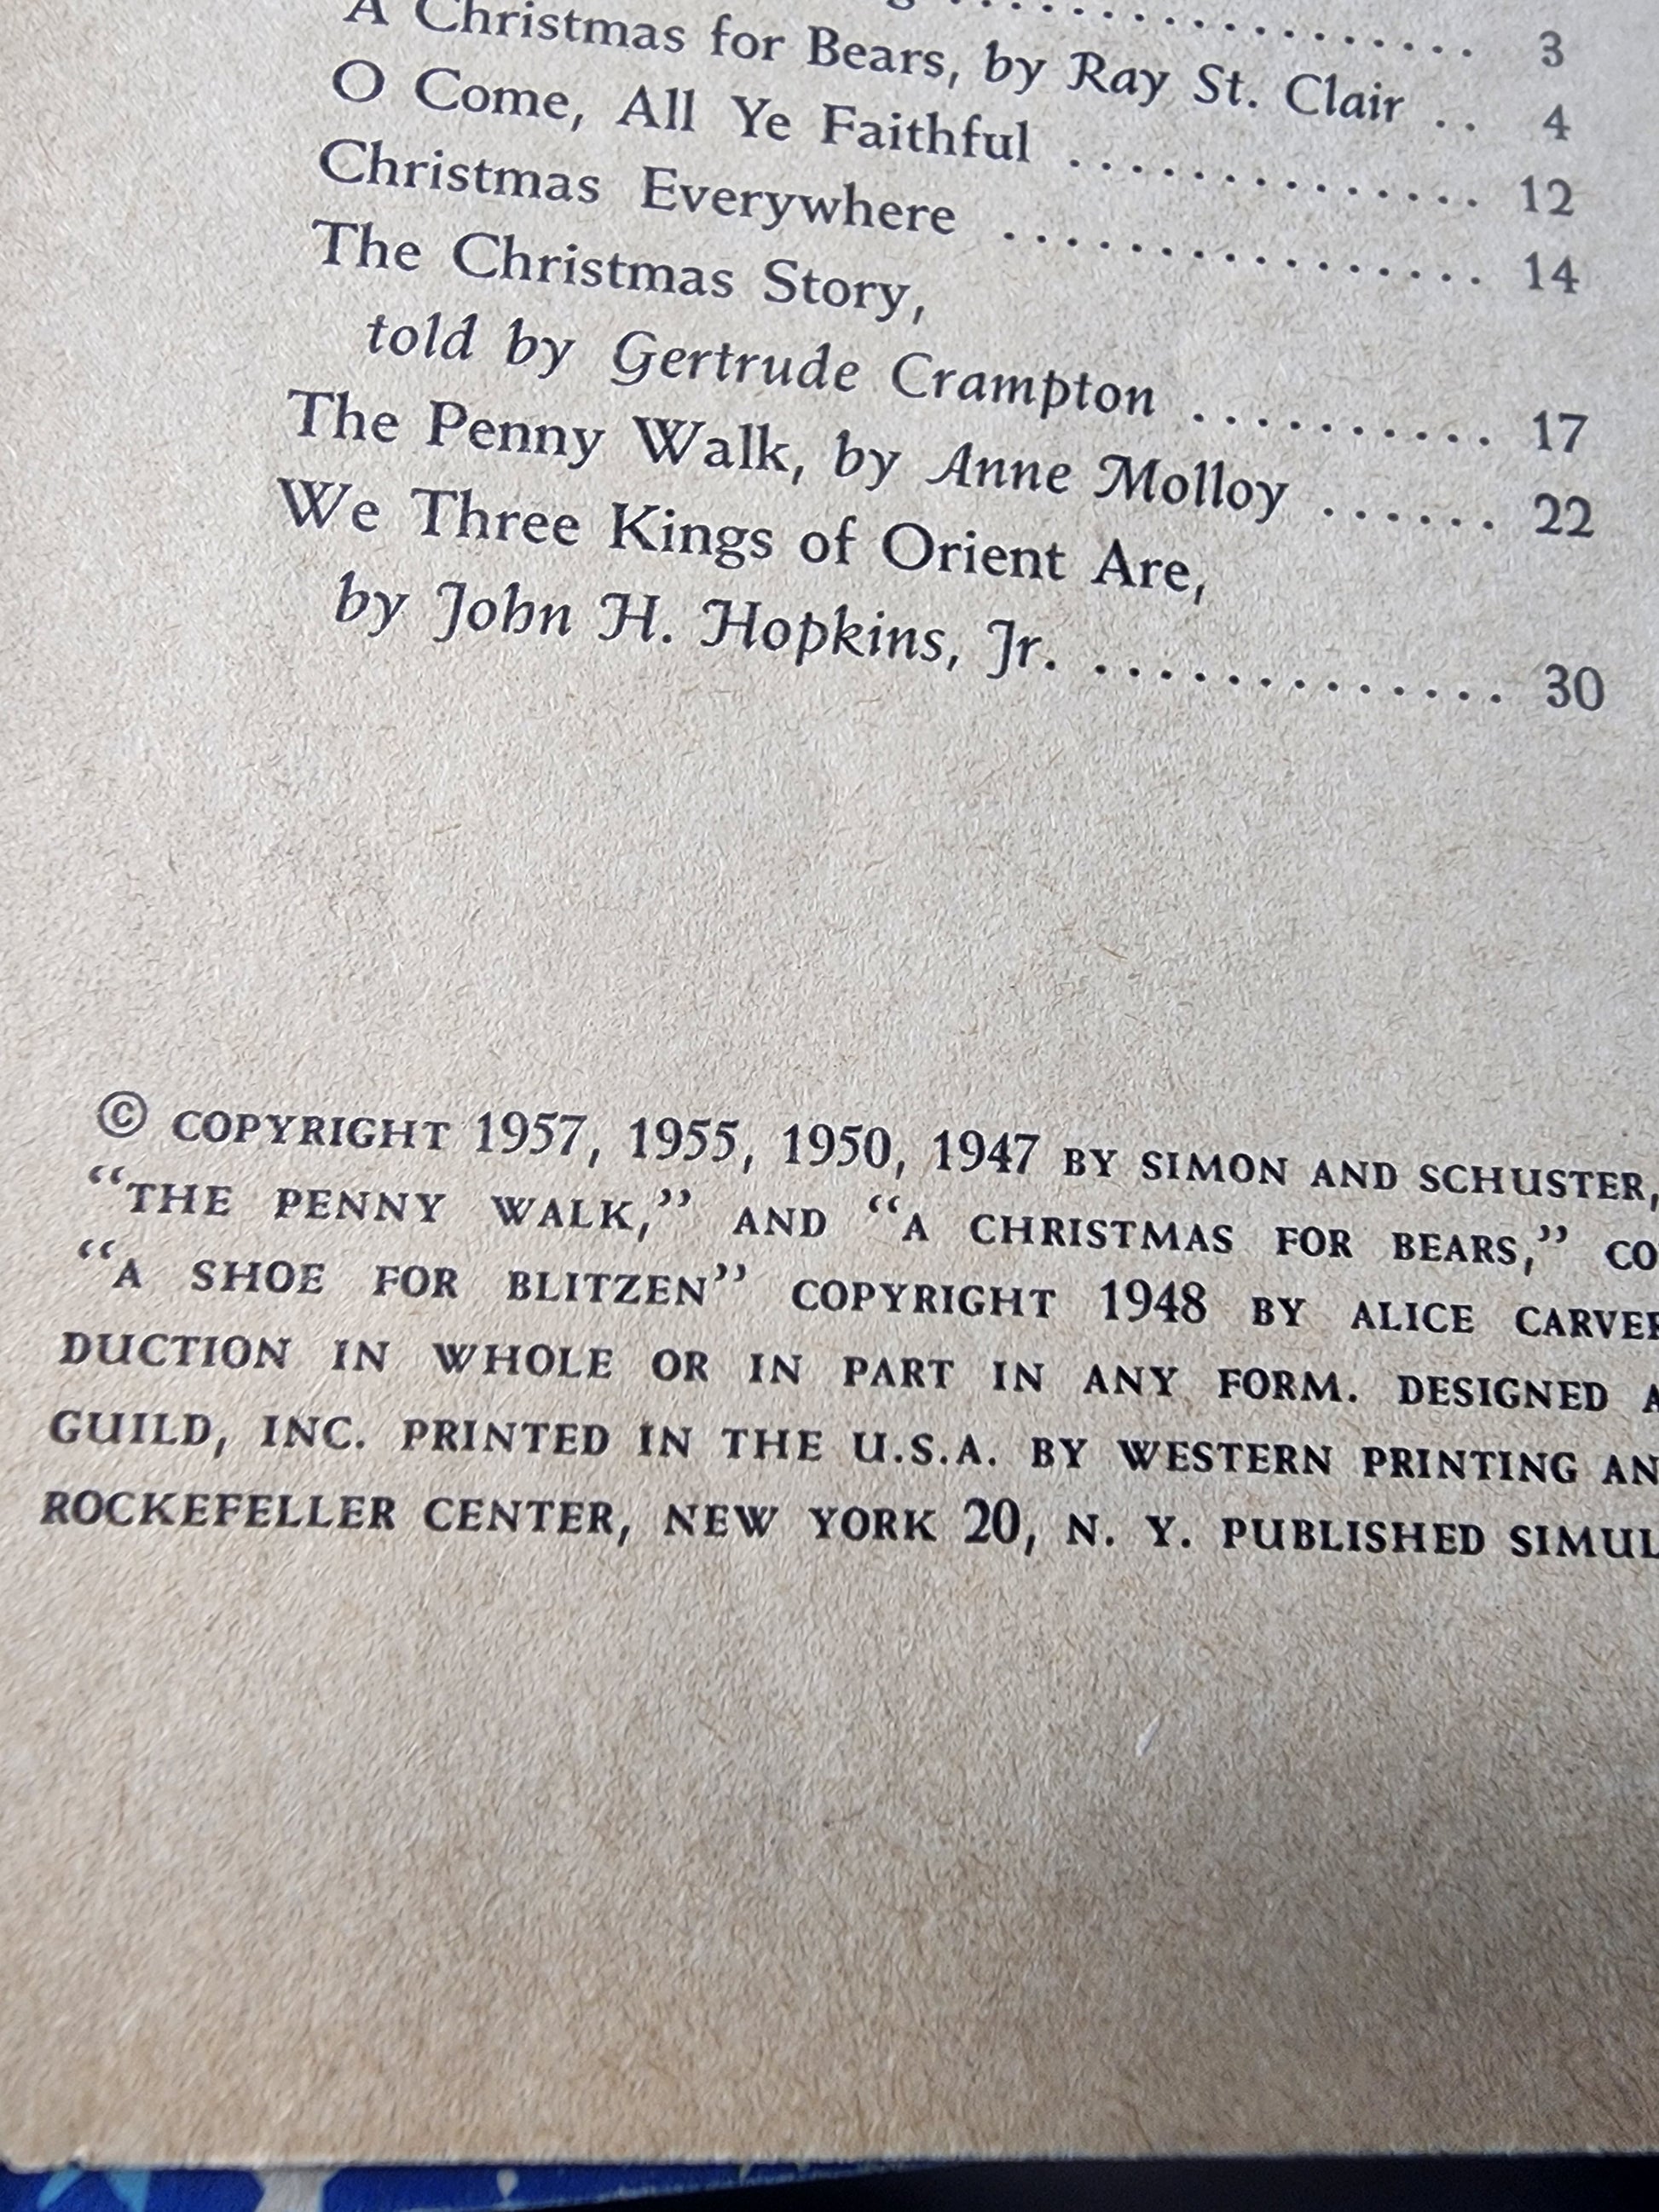 ............... 3
A Christmas for Bears, by Ray St. Clair .. 4
O Come, All Ye Faithful ............. 12
Christmas Everywhere ............... 14
The Christmas Story,
told by Gertrude Crampton .......... 17
The Penny Walk, by Anne Molloy ...... 22
We Three Kings of Orient Are,
by John H. Hopkins, Jr. ............. 30
© COPYRIGHT 1957, 1955, 1950, 1947 BY SIMON AND SCHUSTER,
“THE PENNY WALK,” AND “A CHRISTMAS FOR BEARS,” CO
“A SHOE FOR BLITZEN” COPYRIGHT 1948 BY ALICE CARVER
DUCTION IN WHOLE OR IN PART IN ANY FORM. DESIGNED A
GUILD, INC. PRINTED IN THE U.S.A. BY WESTERN PRINTING AN
ROCKEFELLER CENTER, NEW YORK 20, N. Y. PUBLISHED SIMUL